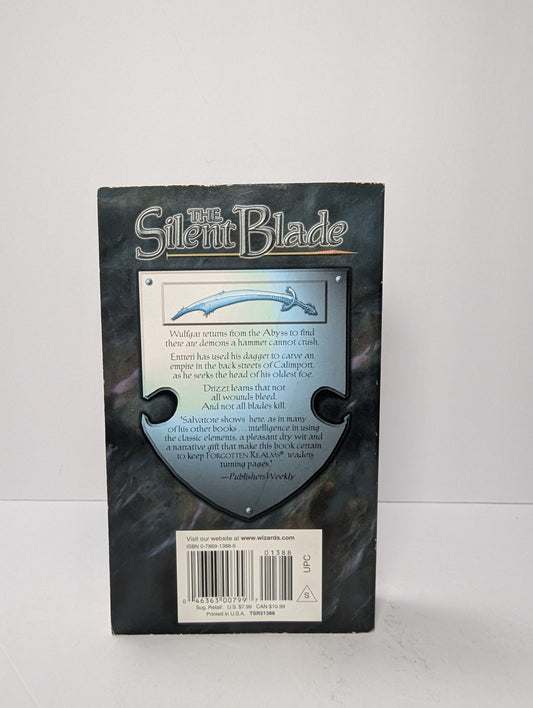 THE
Silent Blade
Wulfgar returns from the Abyss to find
there are demons a hammer cannot crush.
Entreri has used his dagger to carve an
empire in the back streets of Calimport,
as he seeks the head of his oldest foe.
Drizzt learns that not
all wounds bleed.
And not all blades kill.
"Salvatore shows here, as in many
of his other books . . . intelligence in using
the classic elements, a pleasant dry wit and
a narrative gift that make this book certain
to keep FORGOTTEN REALMS® readers
turning pages."
—Publishers Weekly
Visit our website at www.wizards.com
ISBN 0-7869-1388-6
01388
0 46363 00799 7
UPC
S
Sug. Retail: U.S. $7.99 CAN $10.99
Printed in U.S.A. TSR21388